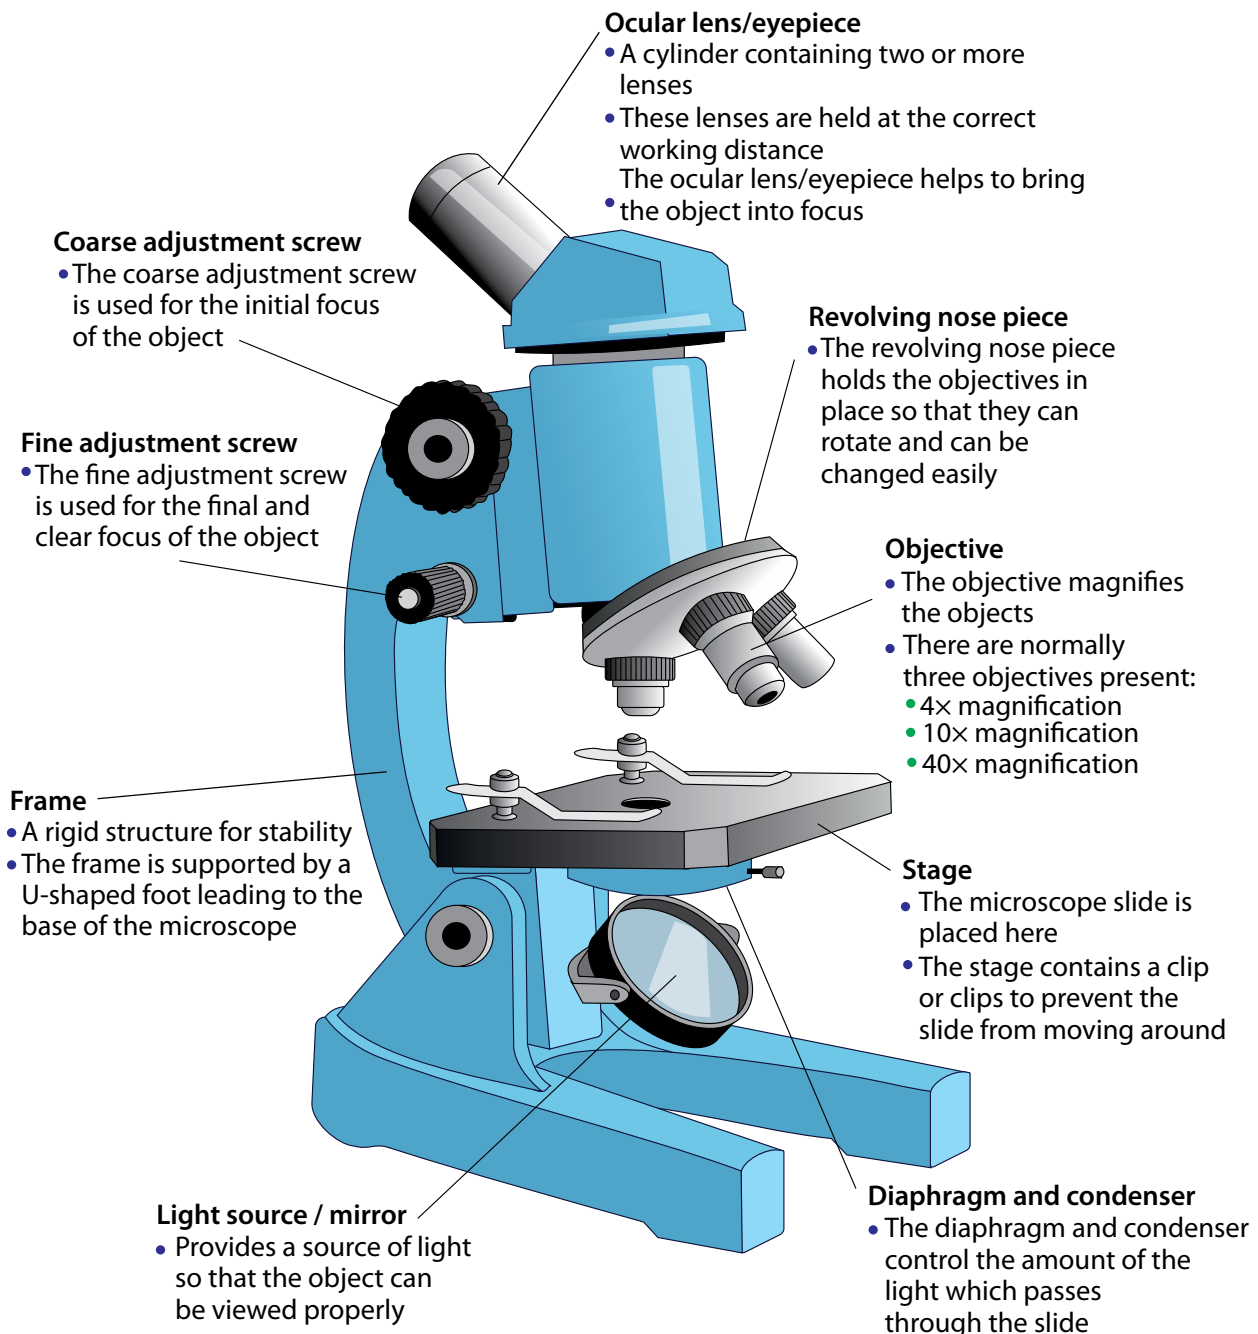 Ocular lens/eyepiece
• A cylinder containing two or more
lenses
• These lenses are held at the correct
working distance
The ocular lens/eyepiece helps to bring
• the object into focus
Coarse adjustment screw
• The coarse adjustment screw
is used for the initial focus
of the object
Revolving nose piece
• The revolving nose piece
holds the objectives in
place so that they can
rotate and can be
changed easily
Fine adjustment screw
• The fine adjustment screw
is used for the final and
clear focus of the object
Objective
• The objective magnifies
the objects
• There are normally
three objectives present:
• 4× magnification
• 10× magnification
• 40× magnification
Frame
• A rigid structure for stability
• The frame is supported by a
U-shaped foot leading to the
base of the microscope
Stage
• The microscope slide is
placed here
• The stage contains a clip
or clips to prevent the
slide from moving around
Light source / mirror
• Provides a source of light
so that the object can
be viewed properly
Diaphragm and condenser
• The diaphragm and condenser
control the amount of the
light which passes
through the slide